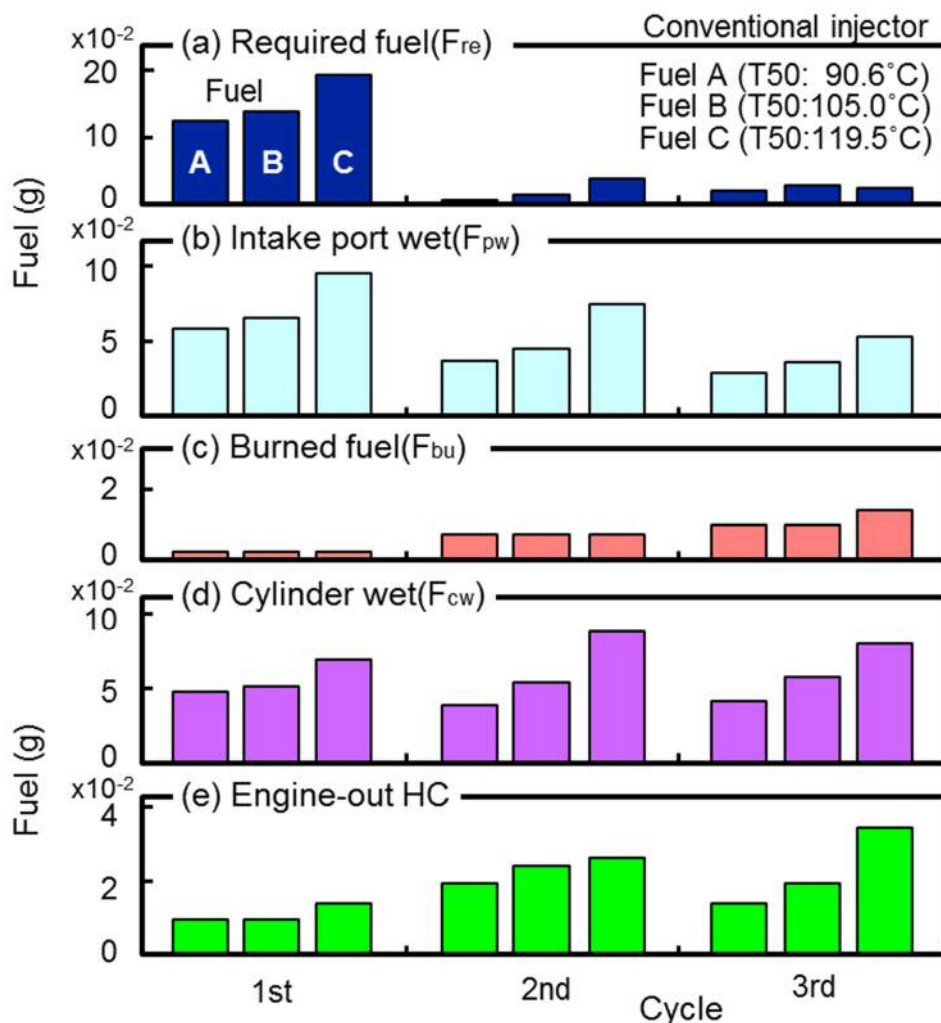 x10-2
(a) Required fuel(Fre)
Conventional injector
Fuel A (T50: 90.6°C)
Fuel B (T50:105.0°C)
Fuel C (T50:119.5°C)
20
Fuel
10
A B C
0
Fuel (g)
x10-2
(b) Intake port wet(Fpw)
10
5
0
x10-2
(c) Burned fuel(Fbu)
2
0
x10-2
(d) Cylinder wet(Fcw)
10
5
0
Fuel (g)
x10-2
(e) Engine-out HC
4
2
0
1st 2nd 3rd
Cycle